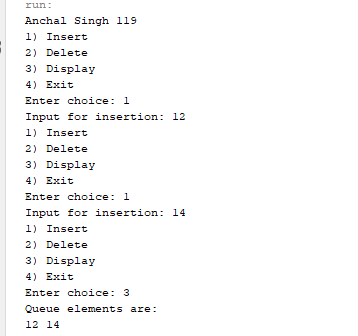 run:
Anchal Singh 119
1) Insert
2) Delete
3) Display
4) Exit
Enter choice: 1
Input for insertion: 12
1) Insert
2) Delete
3) Display
4) Exit
Enter choice: 1
Input for insertion: 14
1) Insert
2) Delete
3) Display
4) Exit
Enter choice: 3
Queue elements are:
12 14